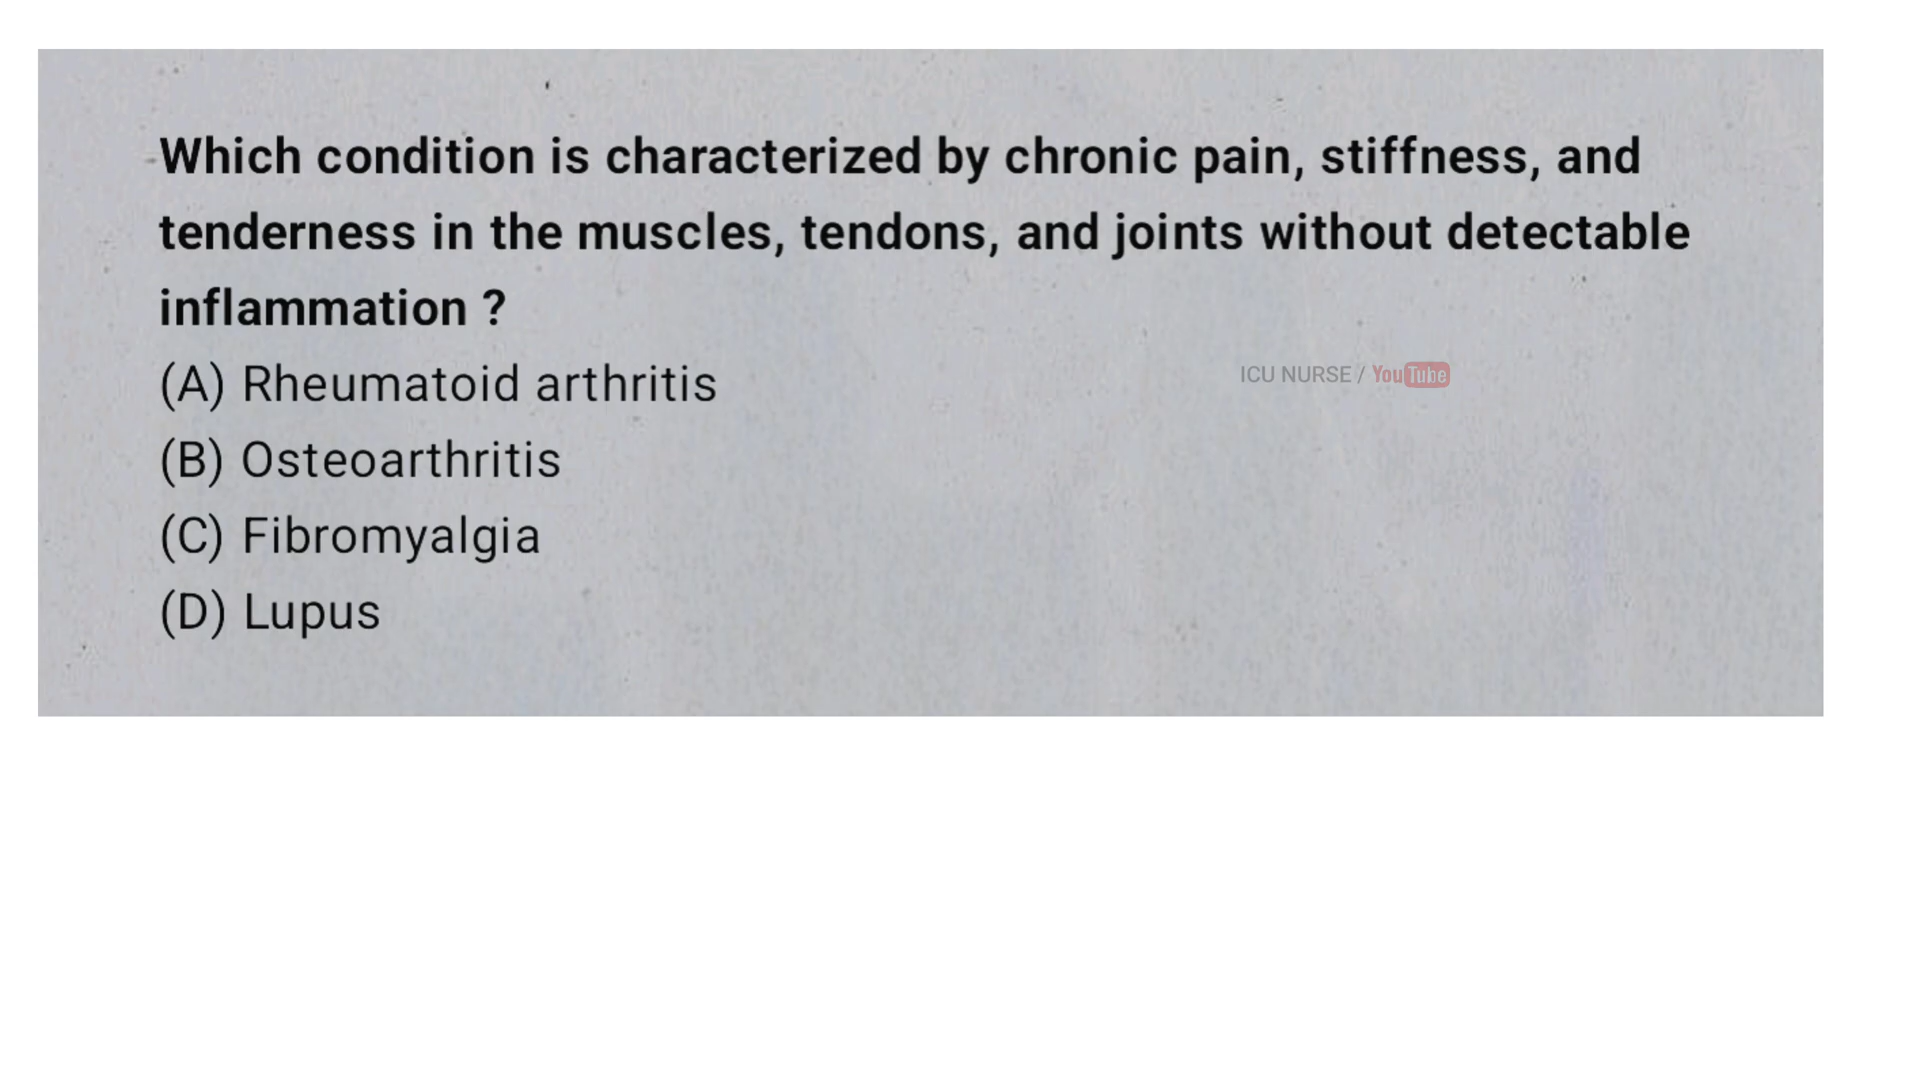 Which condition is characterized by chronic pain, stiffness, and
tenderness in the muscles, tendons, and joints without detectable
inflammation ?
(A) Rheumatoid arthritis
ICU NURSE / YouTube
(B) Osteoarthritis
(C) Fibromyalgia
(D) Lupus